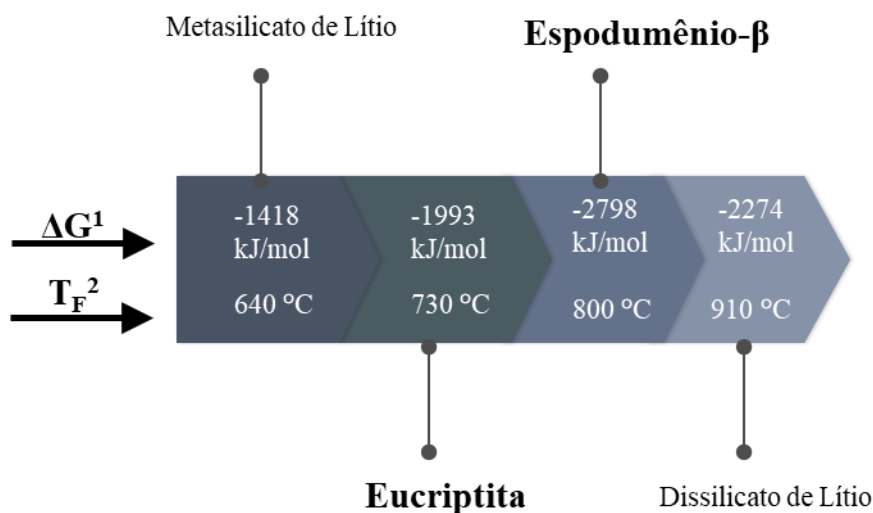 Metasilicato de Lítio
Espodumênio-β
ΔG¹
-1418
kJ/mol
-1993
kJ/mol
-2798
kJ/mol
-2274
kJ/mol
T_F²
640 °C
730 °C
800 °C
910 °C
Eucriptita
Dissilicato de Lítio